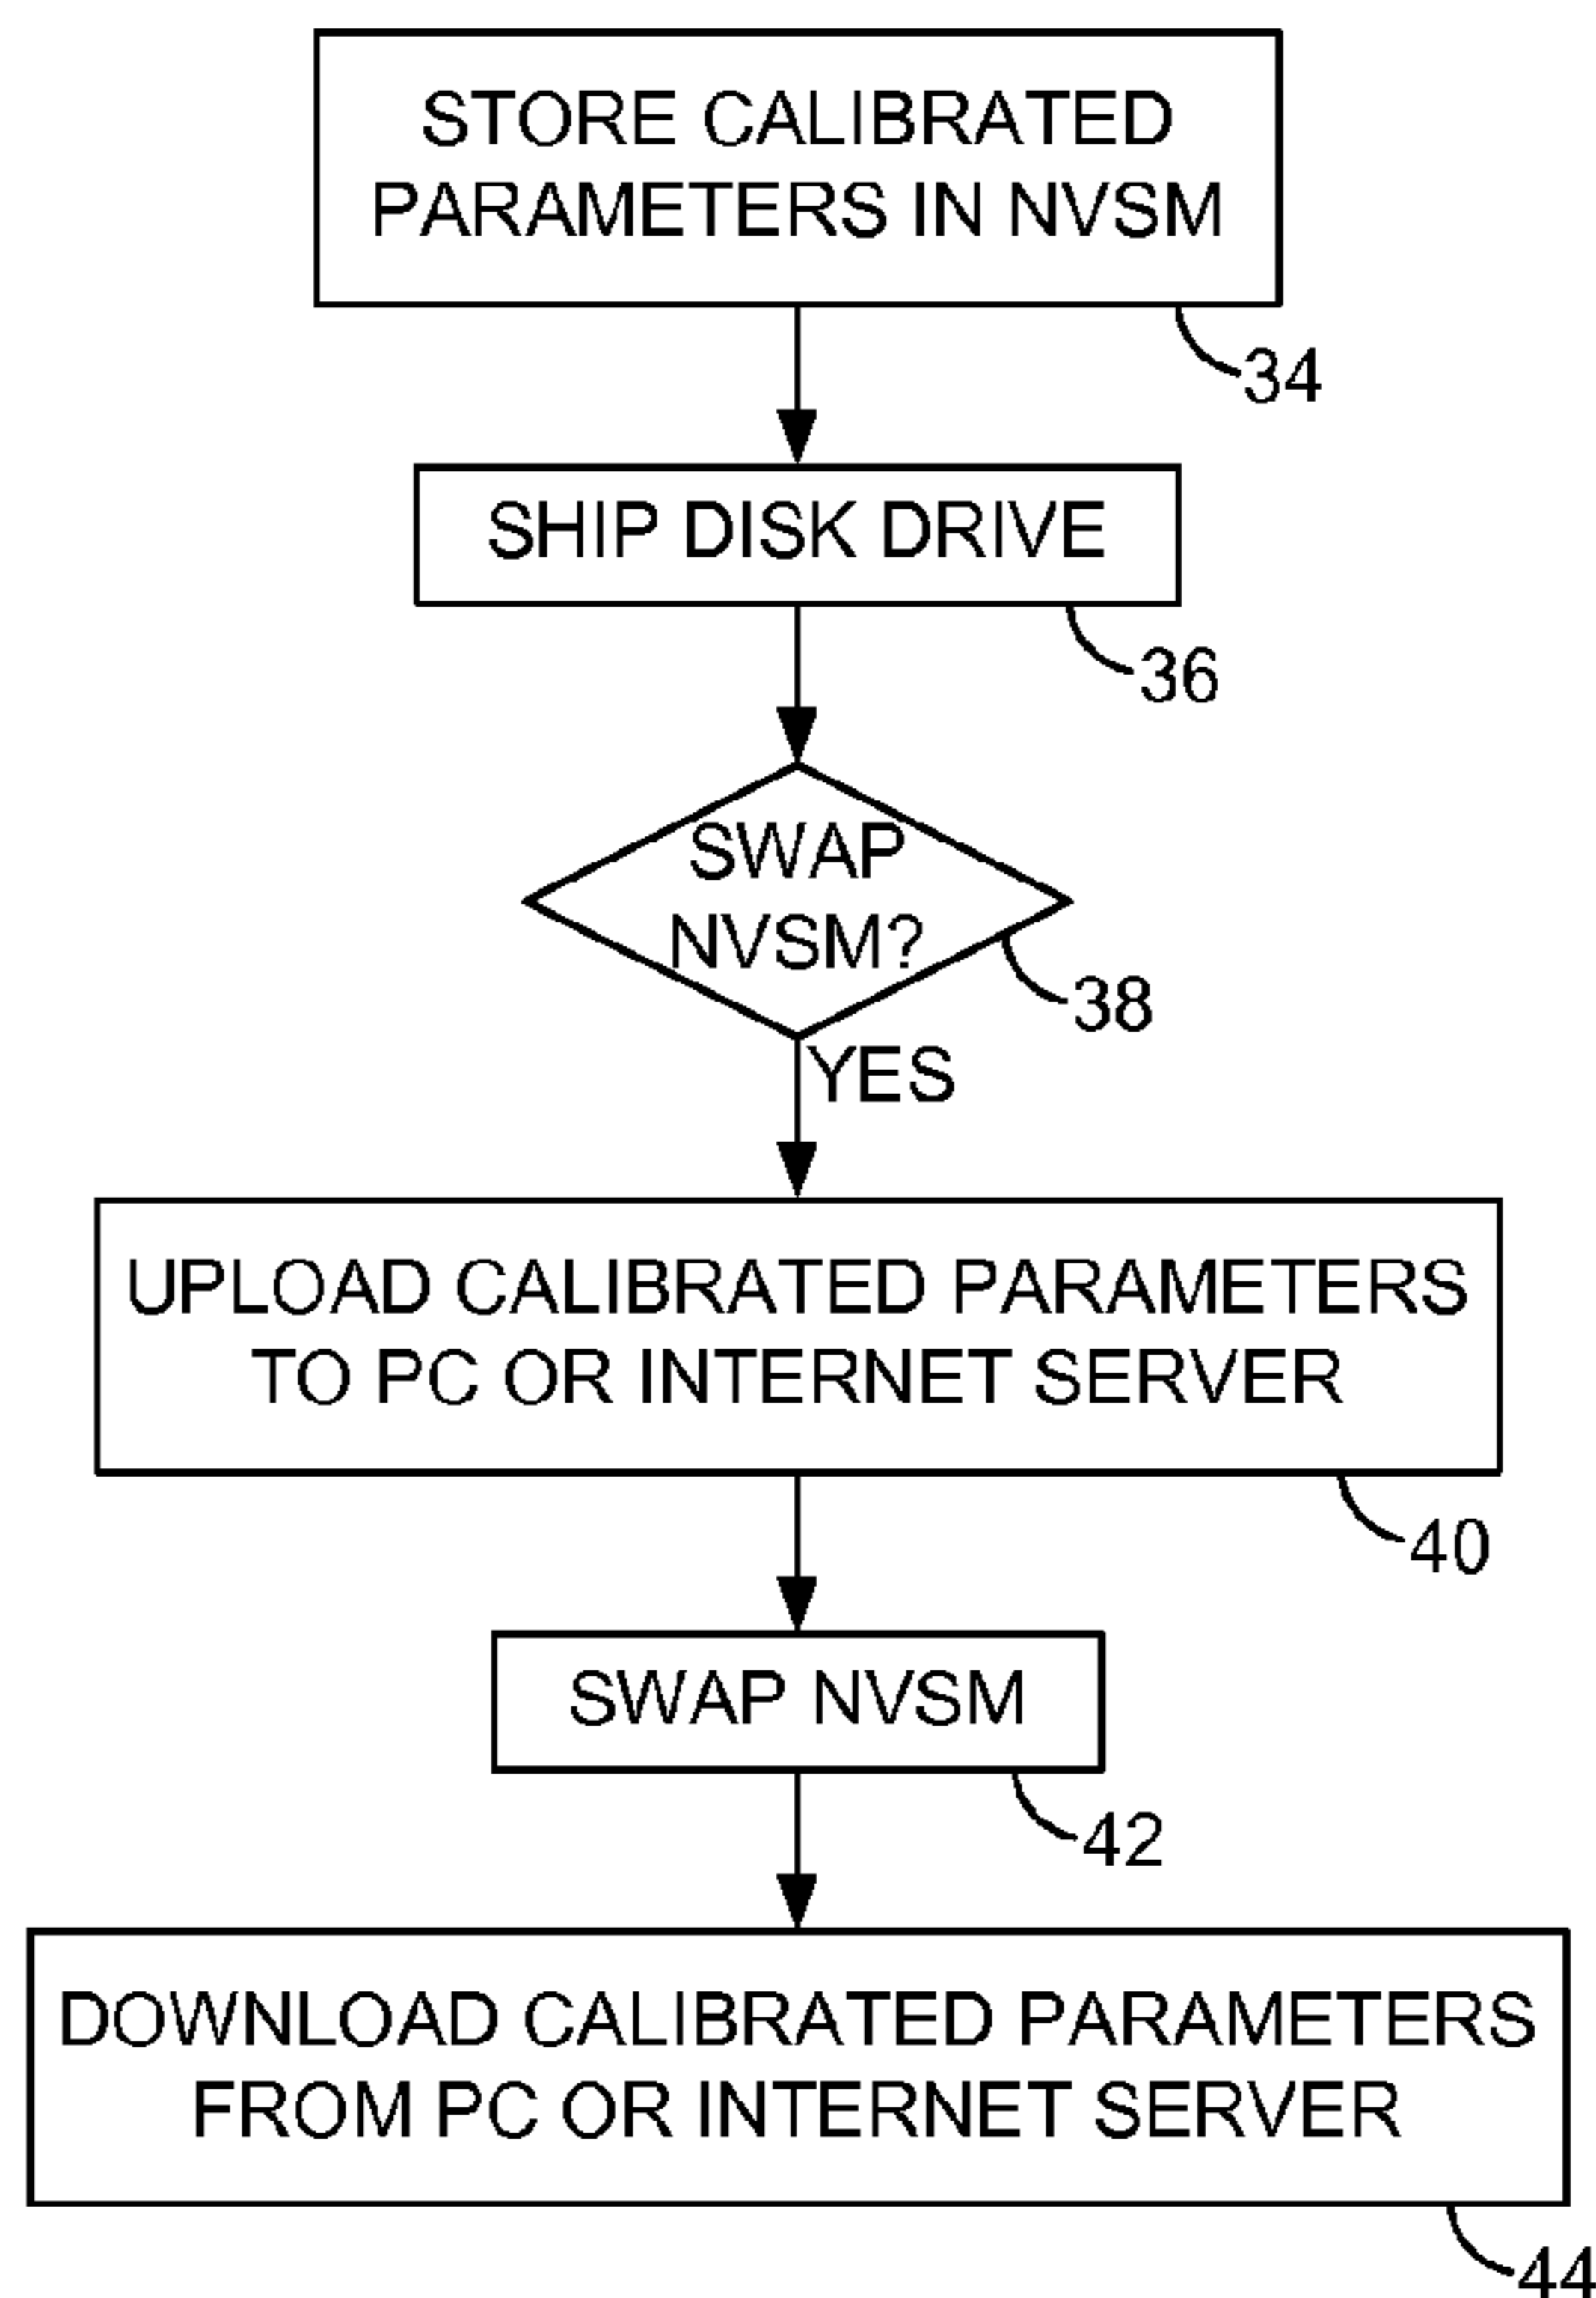 STORE CALIBRATED
PARAMETERS IN NVSM
34
SHIP DISK DRIVE
36
SWAP
NVSM?
38
YES
UPLOAD CALIBRATED PARAMETERS
TO PC OR INTERNET SERVER
40
SWAP NVSM
42
DOWNLOAD CALIBRATED PARAMETERS
FROM PC OR INTERNET SERVER
44